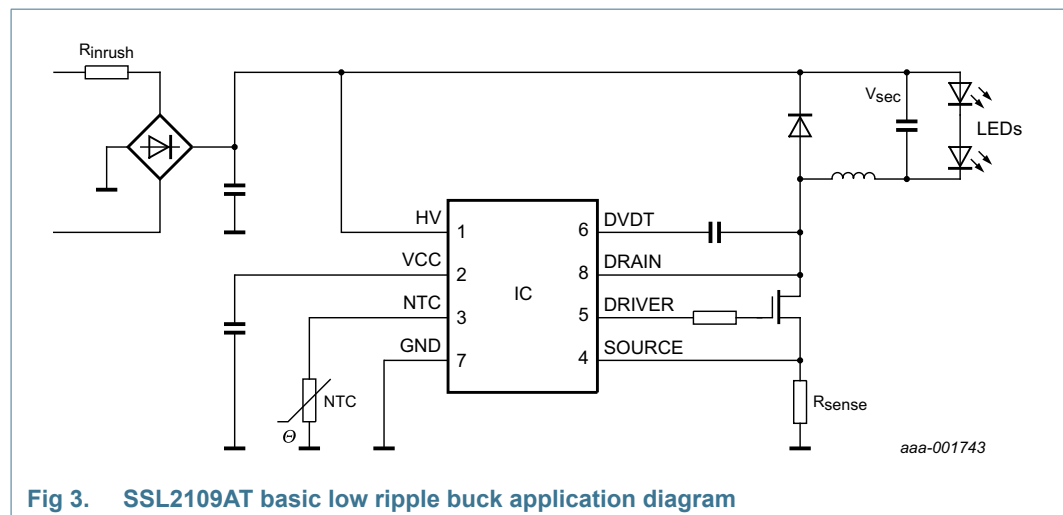 Rinrush
Vsec
LEDs
HV
1
6
DVDT
VCC
2
8
DRAIN
IC
NTC
3
5
DRIVER
GND
7
4
SOURCE
NTC
Θ
Rsense
aaa-001743
Fig 3. SSL2109AT basic low ripple buck application diagram